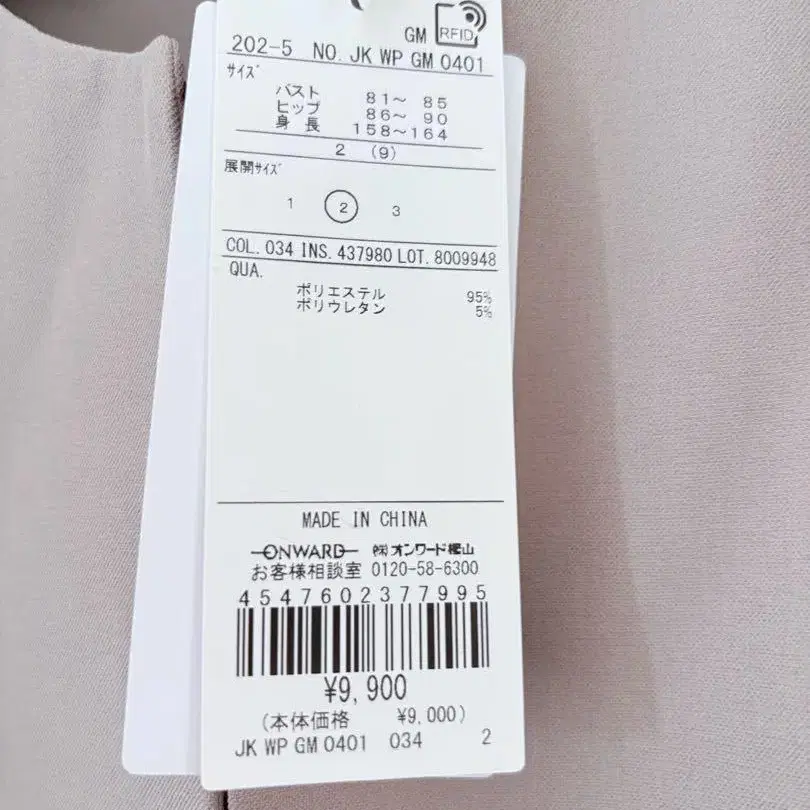 GM RFID
202-5 NO. JK WP GM 0401
サイズ
バスト 81～ 85
ヒップ 86～ 90
身 長 158～164
2 (9)
展開サイズ
1 2 3
COL. 034 INS. 437980 LOT. 8009948
QUA.
ポリエステル 95%
ポリウレタン 5%
MADE IN CHINA
ONWARD ㈱オンワード樫山
お客様相談室 0120-58-6300
4547602377995
¥9,900
(本体価格 ¥9,000)
JK WP GM 0401 034 2